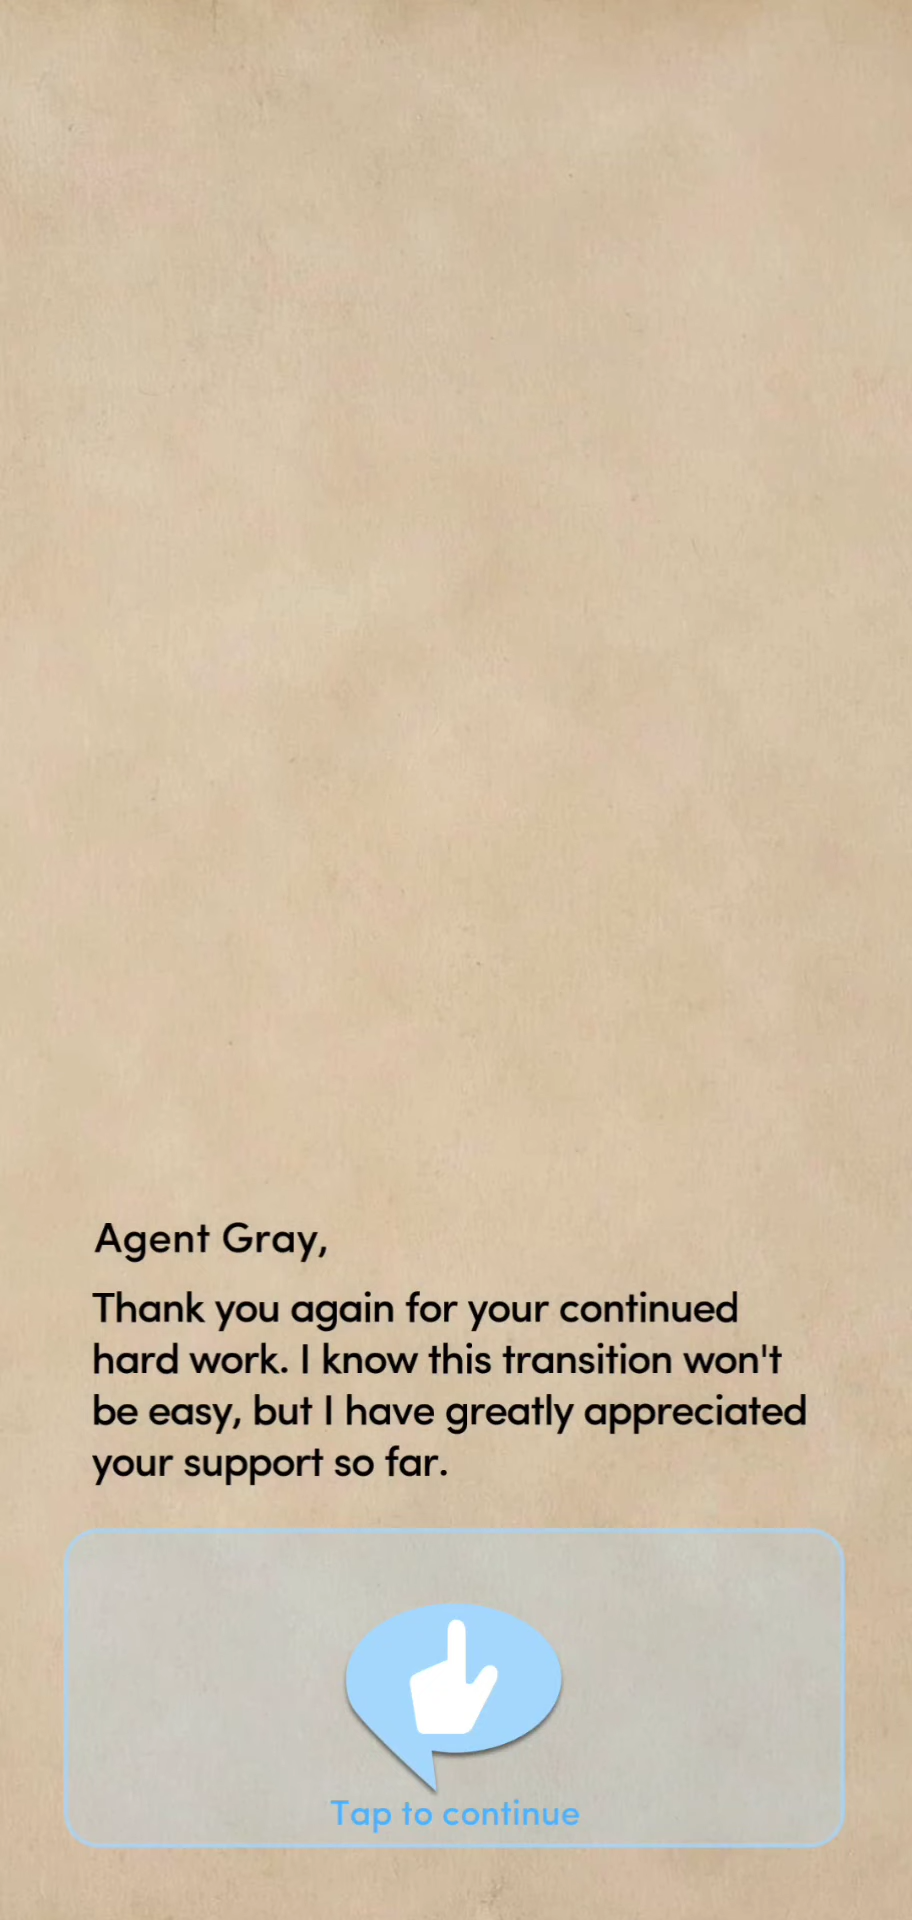 Agent Gray,
Thank you again for your continued
hard work. I know this transition won't
be easy, but I have greatly appreciated
your support so far.
Tap to continue